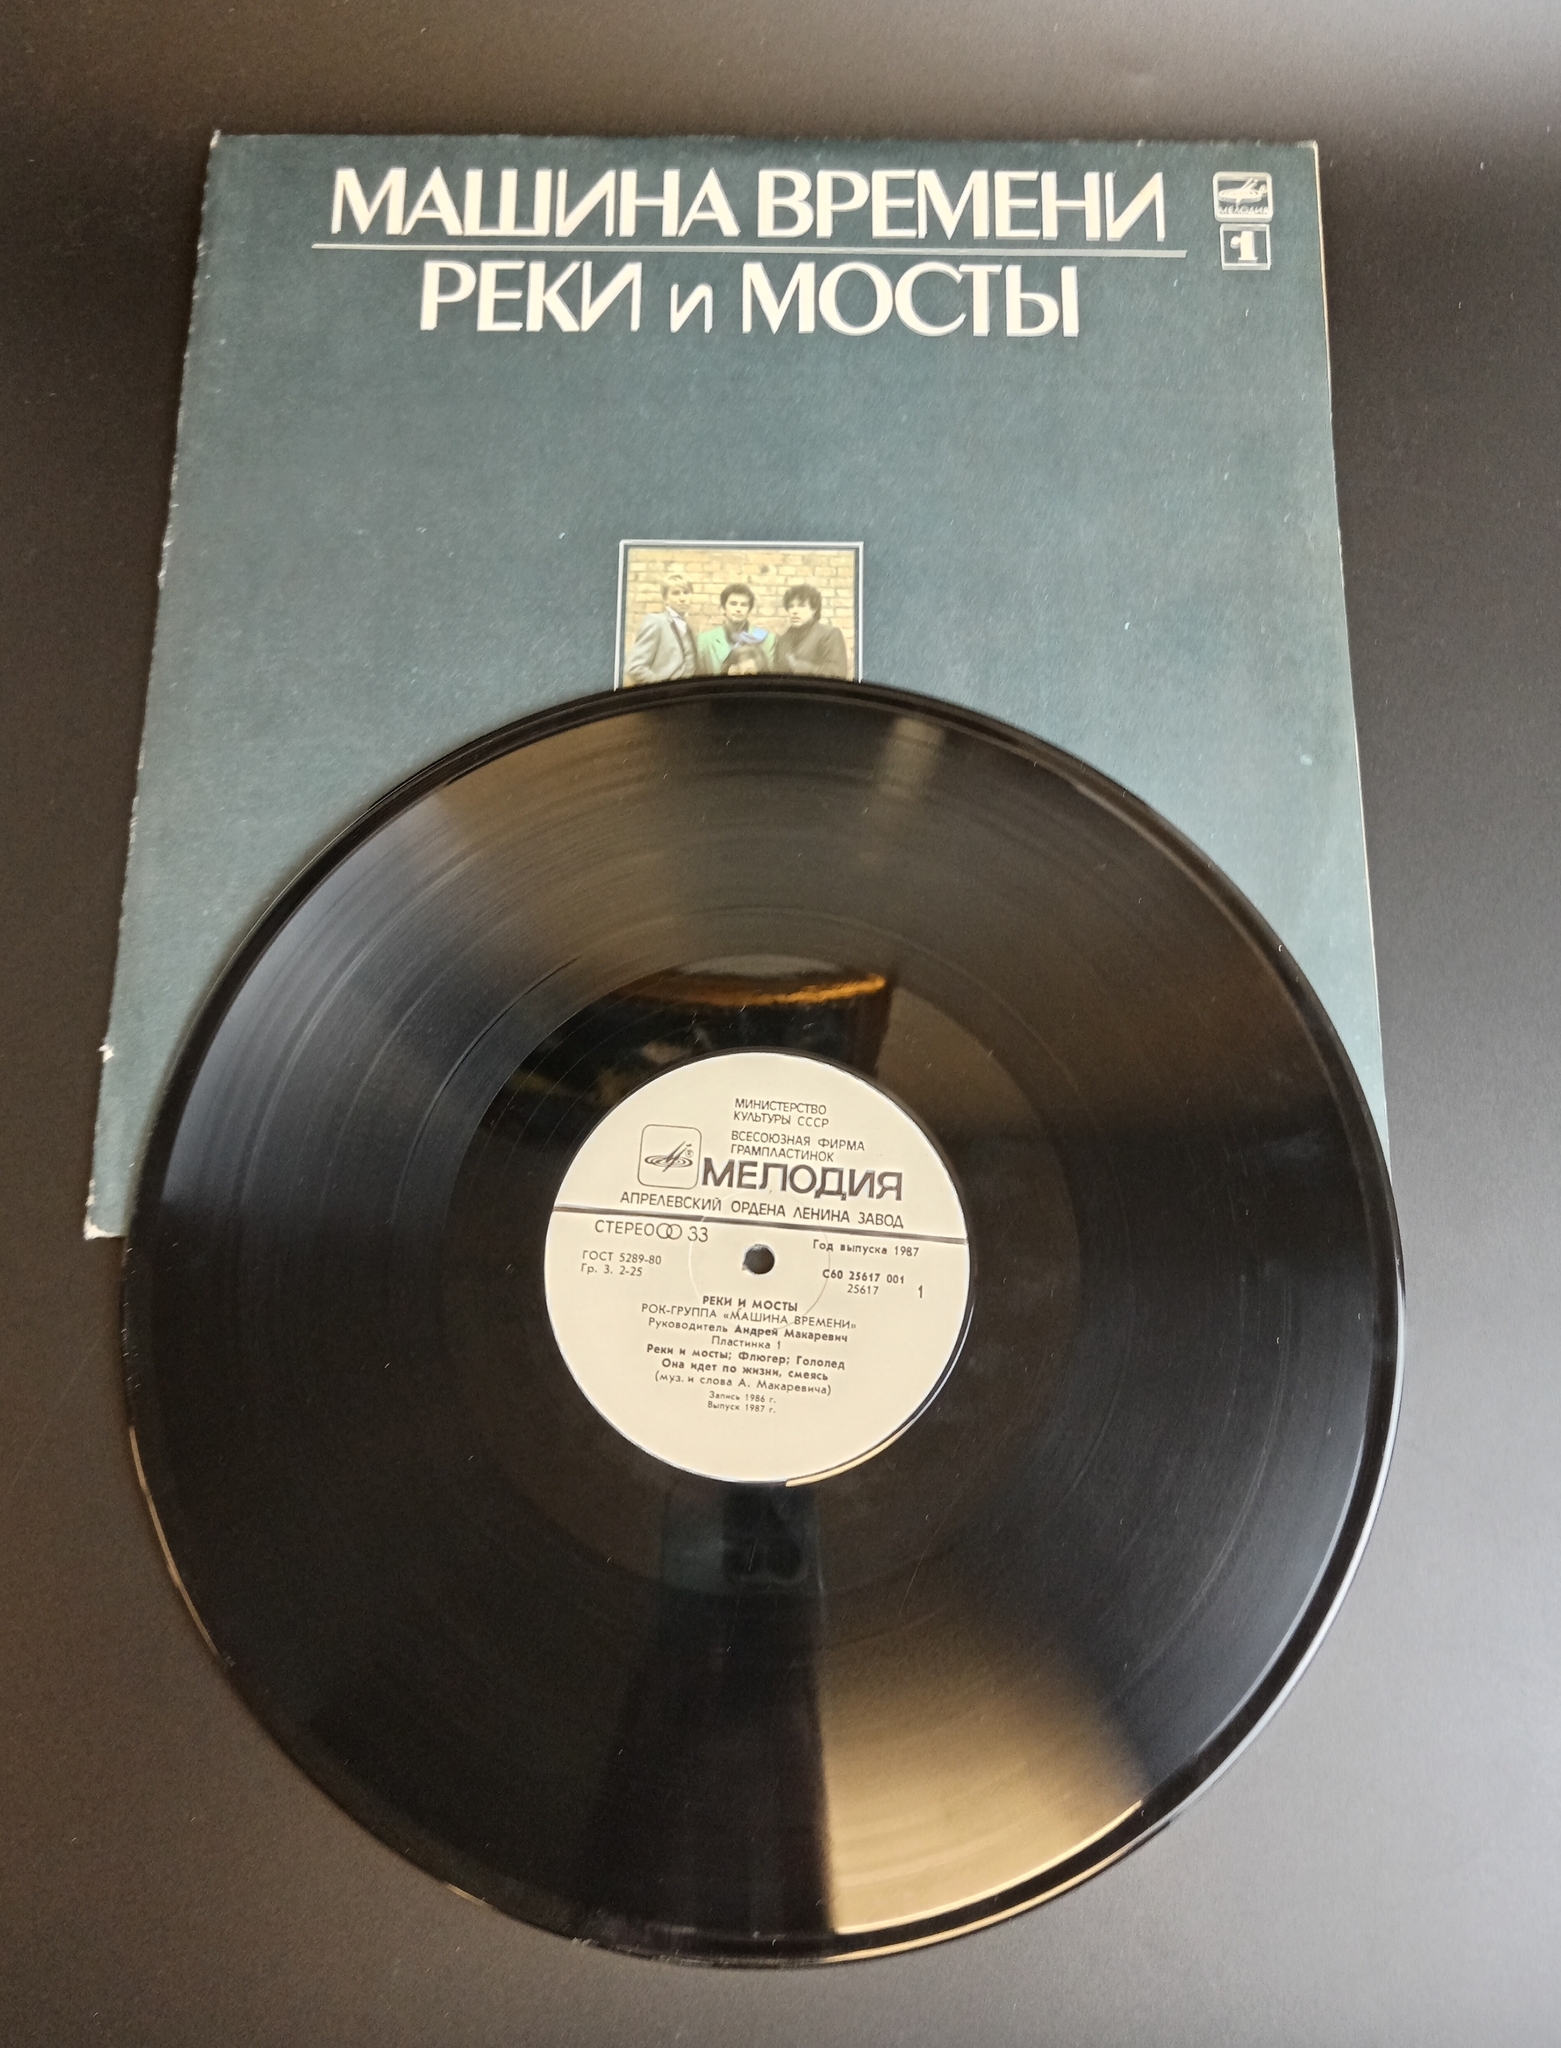 МАШИНА ВРЕМЕНИ
РЕКИ и МОСТЫ
МЕЛОДИЯ
1
МИНИСТЕРСТВО
КУЛЬТУРЫ СССР
ВСЕСОЮЗНАЯ ФИРМА
ГРАМПЛАСТИНОК
МЕЛОДИЯ
АПРЕЛЕВСКИЙ ОРДЕНА ЛЕНИНА ЗАВОД
СТЕРЕО 33
Год выпуска 1987
ГОСТ 5289-80
Гр. 3. 2-25
С60 25617 001
25617
1
РЕКИ И МОСТЫ
РОК-ГРУППА «МАШИНА ВРЕМЕНИ»
Руководитель Андрей Макаревич
Пластинка 1
Реки и мосты; Флюгер; Гололед
Она идет по жизни, смеясь
(муз. и слова А. Макаревича)
Запись 1986 г.
Выпуск 1987 г.